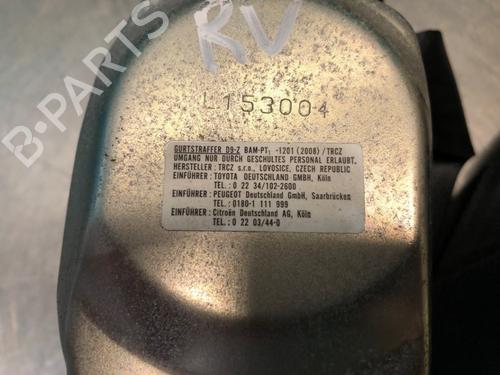 RV
L153004
GURTSTRAFFER D9-Z BAM-PT₁ -1201 (2008)/TRCZ
UMGANG NUR DURCH GESCHULTES PERSONAL ERLAUBT.
HERSTELLER : TRCZ s.r.o., LOVOSICE, CZECH REPUBLIC
EINFÜHRER : TOYOTA DEUTSCHLAND GMBH, Köln
TEL.: 0 22 34/102-2600
EINFÜHRER : PEUGEOT Deutschland GmbH, Saarbrücken
TEL.: 0180-1 111 999
EINFÜHRER : Citroën Deutschland AG, Köln
TEL.: 0 22 03/44-0
B-PARTS